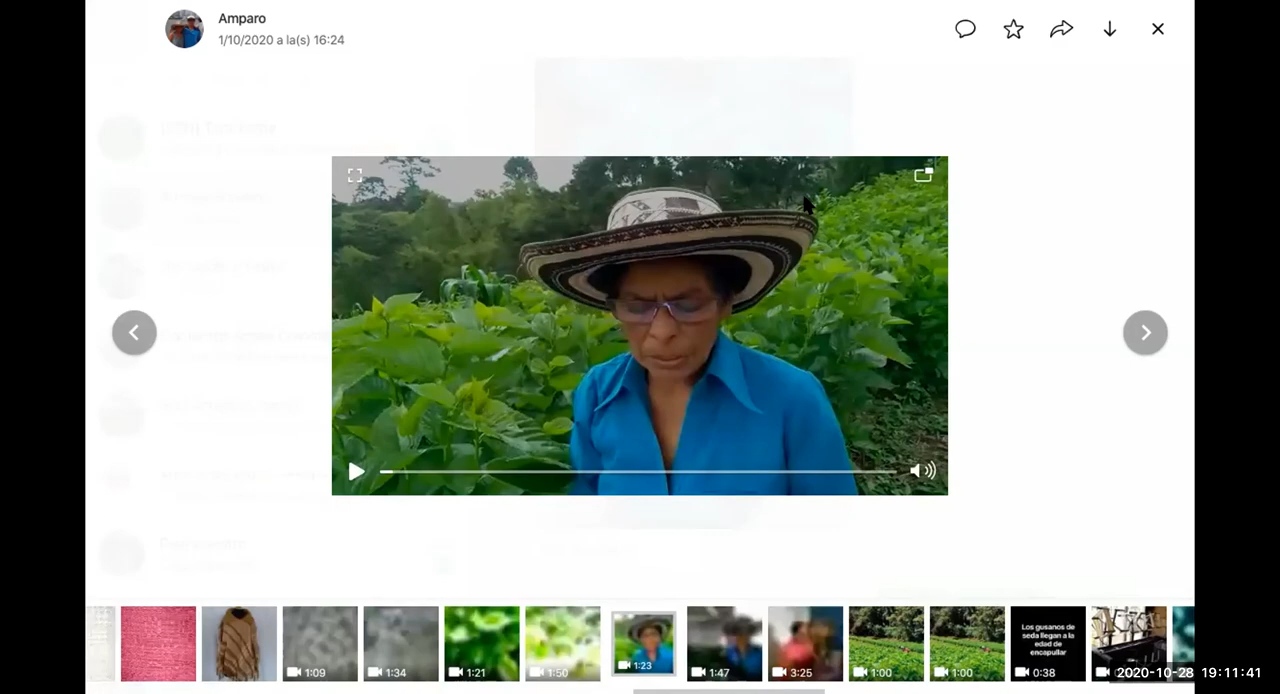 Amparo
1/10/2020 a la(s) 16:24
1:09
1:34
1:21
1:50
1:23
1:47
3:25
1:00
1:00
Los gusanos de
seda llegan a la
edad de
encapullar
0:38
2020-10-28 19:11:41